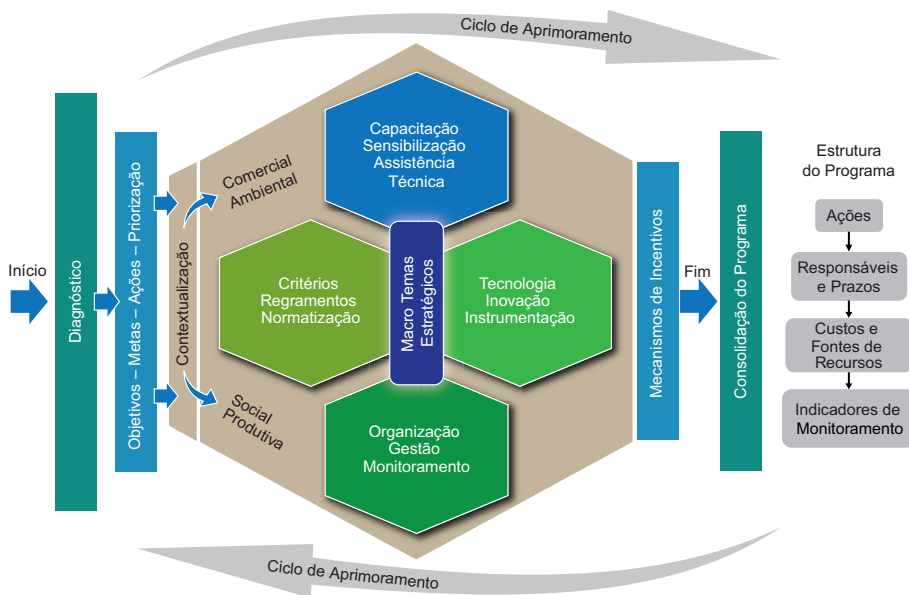 Ciclo de Aprimoramento
Início
Diagnóstico
Objetivos – Metas – Ações – Priorização
Contextualização
Comercial
Ambiental
Social
Produtiva
Capacitação
Sensibilização
Assistência
Técnica
Critérios
Regramentos
Normatização
Macro Temas
Estratégicos
Tecnologia
Inovação
Instrumentação
Organização
Gestão
Monitoramento
Mecanismos de Incentivos
Fim
Consolidação do Programa
Estrutura
do Programa
Ações
Responsáveis
e Prazos
Custos e
Fontes de
Recursos
Indicadores de
Monitoramento
Ciclo de Aprimoramento